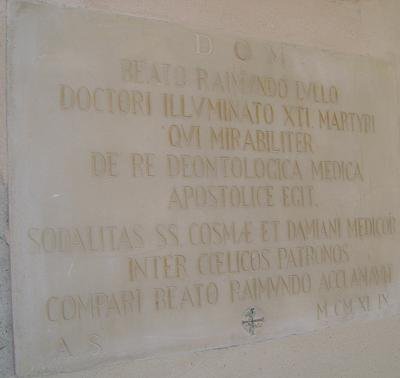 D O M
BEATO RAIMVNDO LVLLO
DOCTORI ILLVMINATO XTI. MARTYRI
QVI MIRABILITER
DE RE DEONTOLOGICA MEDICA
APOSTOLICE EGIT.
SODALITAS SS COSMÆ ET DAMIANI MEDICOR
INTER CŒLICOS PATRONOS
COMPARI BEATO RAIMVNDO ACCLAMAVIT
A S M.CM.XL.IX